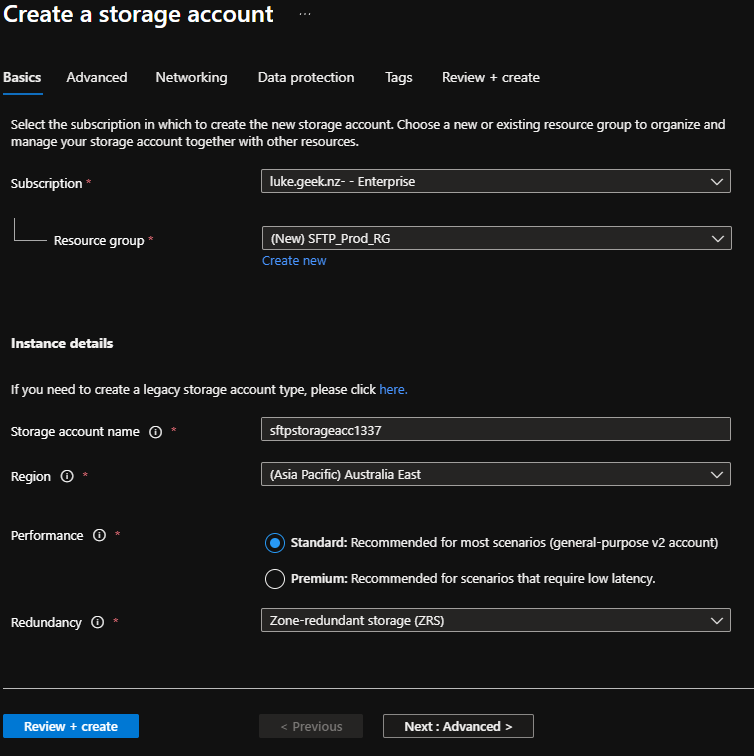 Create a storage account ...
Basics Advanced Networking Data protection Tags Review + create
Select the subscription in which to create the new storage account. Choose a new or existing resource group to organize and
manage your storage account together with other resources.
Subscription * luke.geek.nz- - Enterprise
Resource group * (New) SFTP_Prod_RG
Create new
Instance details
If you need to create a legacy storage account type, please click here.
Storage account name * sftpstorageacc1337
Region * (Asia Pacific) Australia East
Performance * Standard: Recommended for most scenarios (general-purpose v2 account)
Premium: Recommended for scenarios that require low latency.
Redundancy * Zone-redundant storage (ZRS)
Review + create < Previous Next : Advanced >